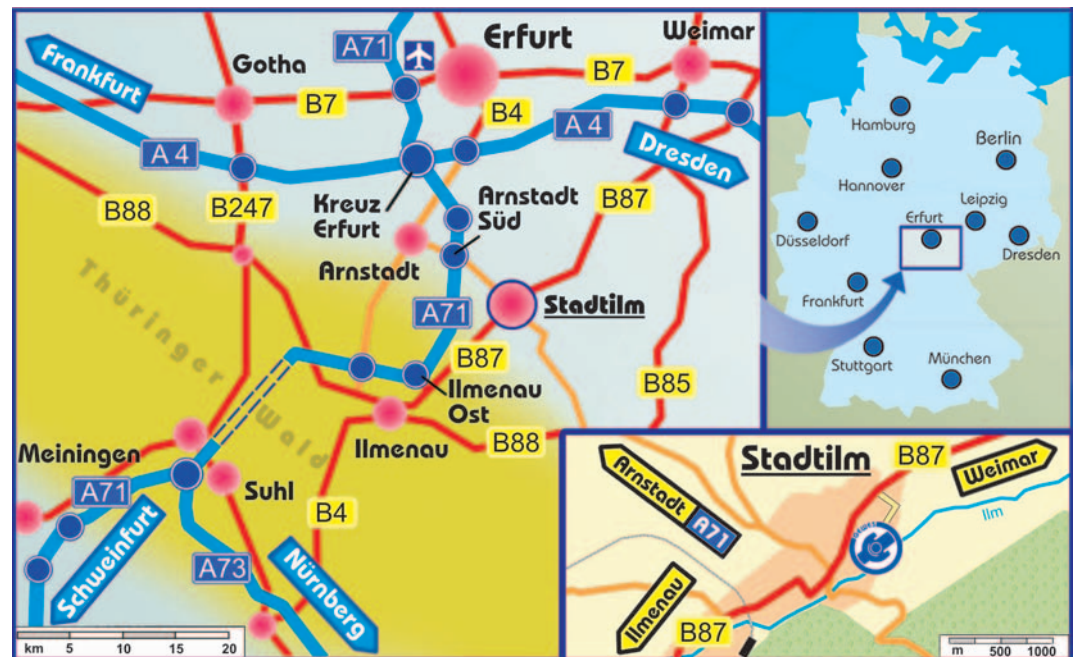 Frankfurt
A71
Erfurt
Weimar
Gotha
B7
B7
B4
A 4
A 4
Dresden
B88
B247
Kreuz
Erfurt
Arnstadt
Süd
B87
Arnstadt
Thüringer
Wald
A71
Stadtilm
B87
B85
Ilmenau
Ost
Meiningen
Ilmenau
B88
A71
Suhl
B4
Schweinfurt
A73
Nürnberg
km 5 10 15 20
Hamburg
Berlin
Hannover
Leipzig
Erfurt
Düsseldorf
Dresden
Frankfurt
Stuttgart
München
Stadtilm
B87
Weimar
Arnstadt
A71
Ilm
Ilmenau
B87
m 500 1000